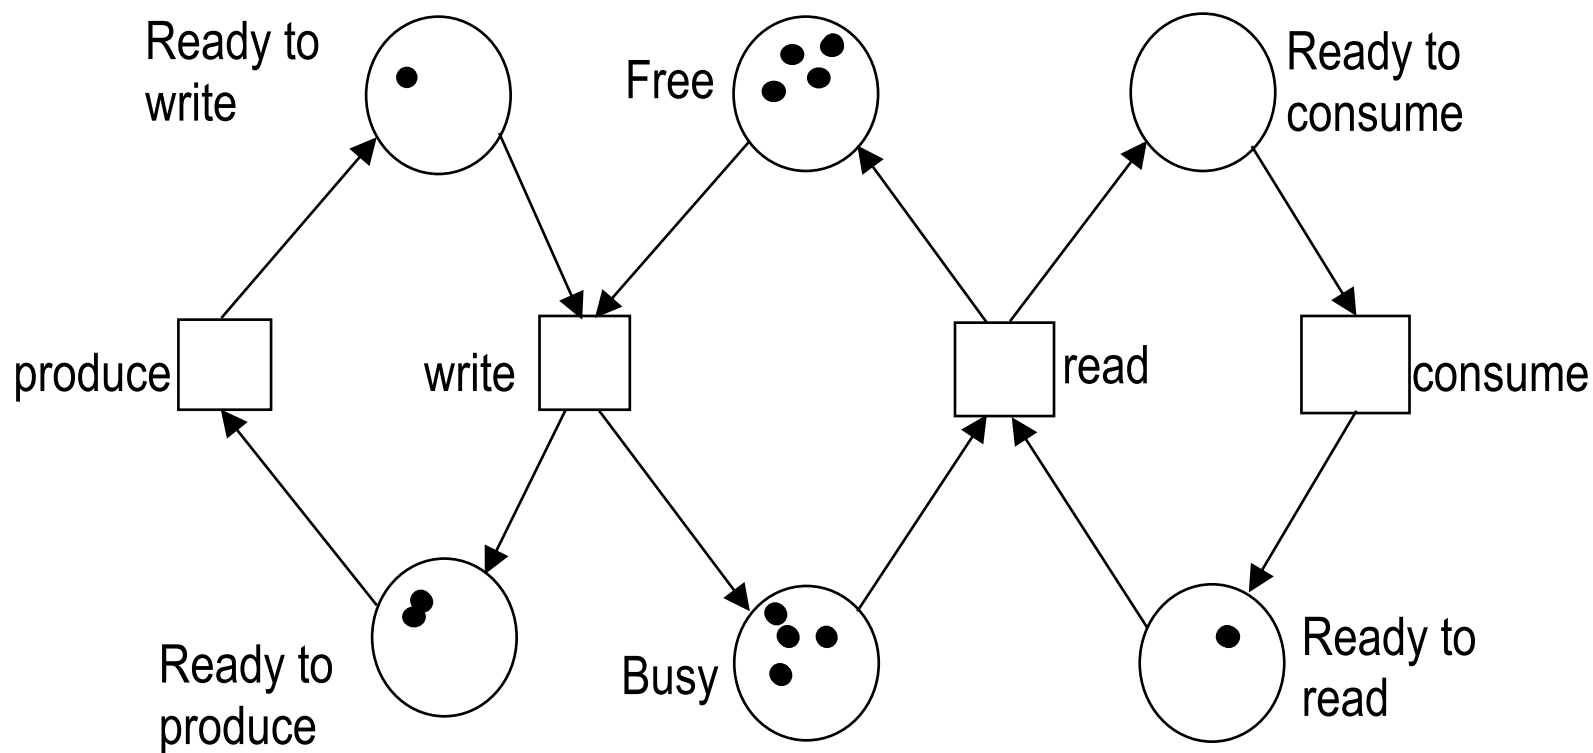 Ready to
write
Free
Ready to
consume
produce
write
read
consume
Ready to
produce
Busy
Ready to
read